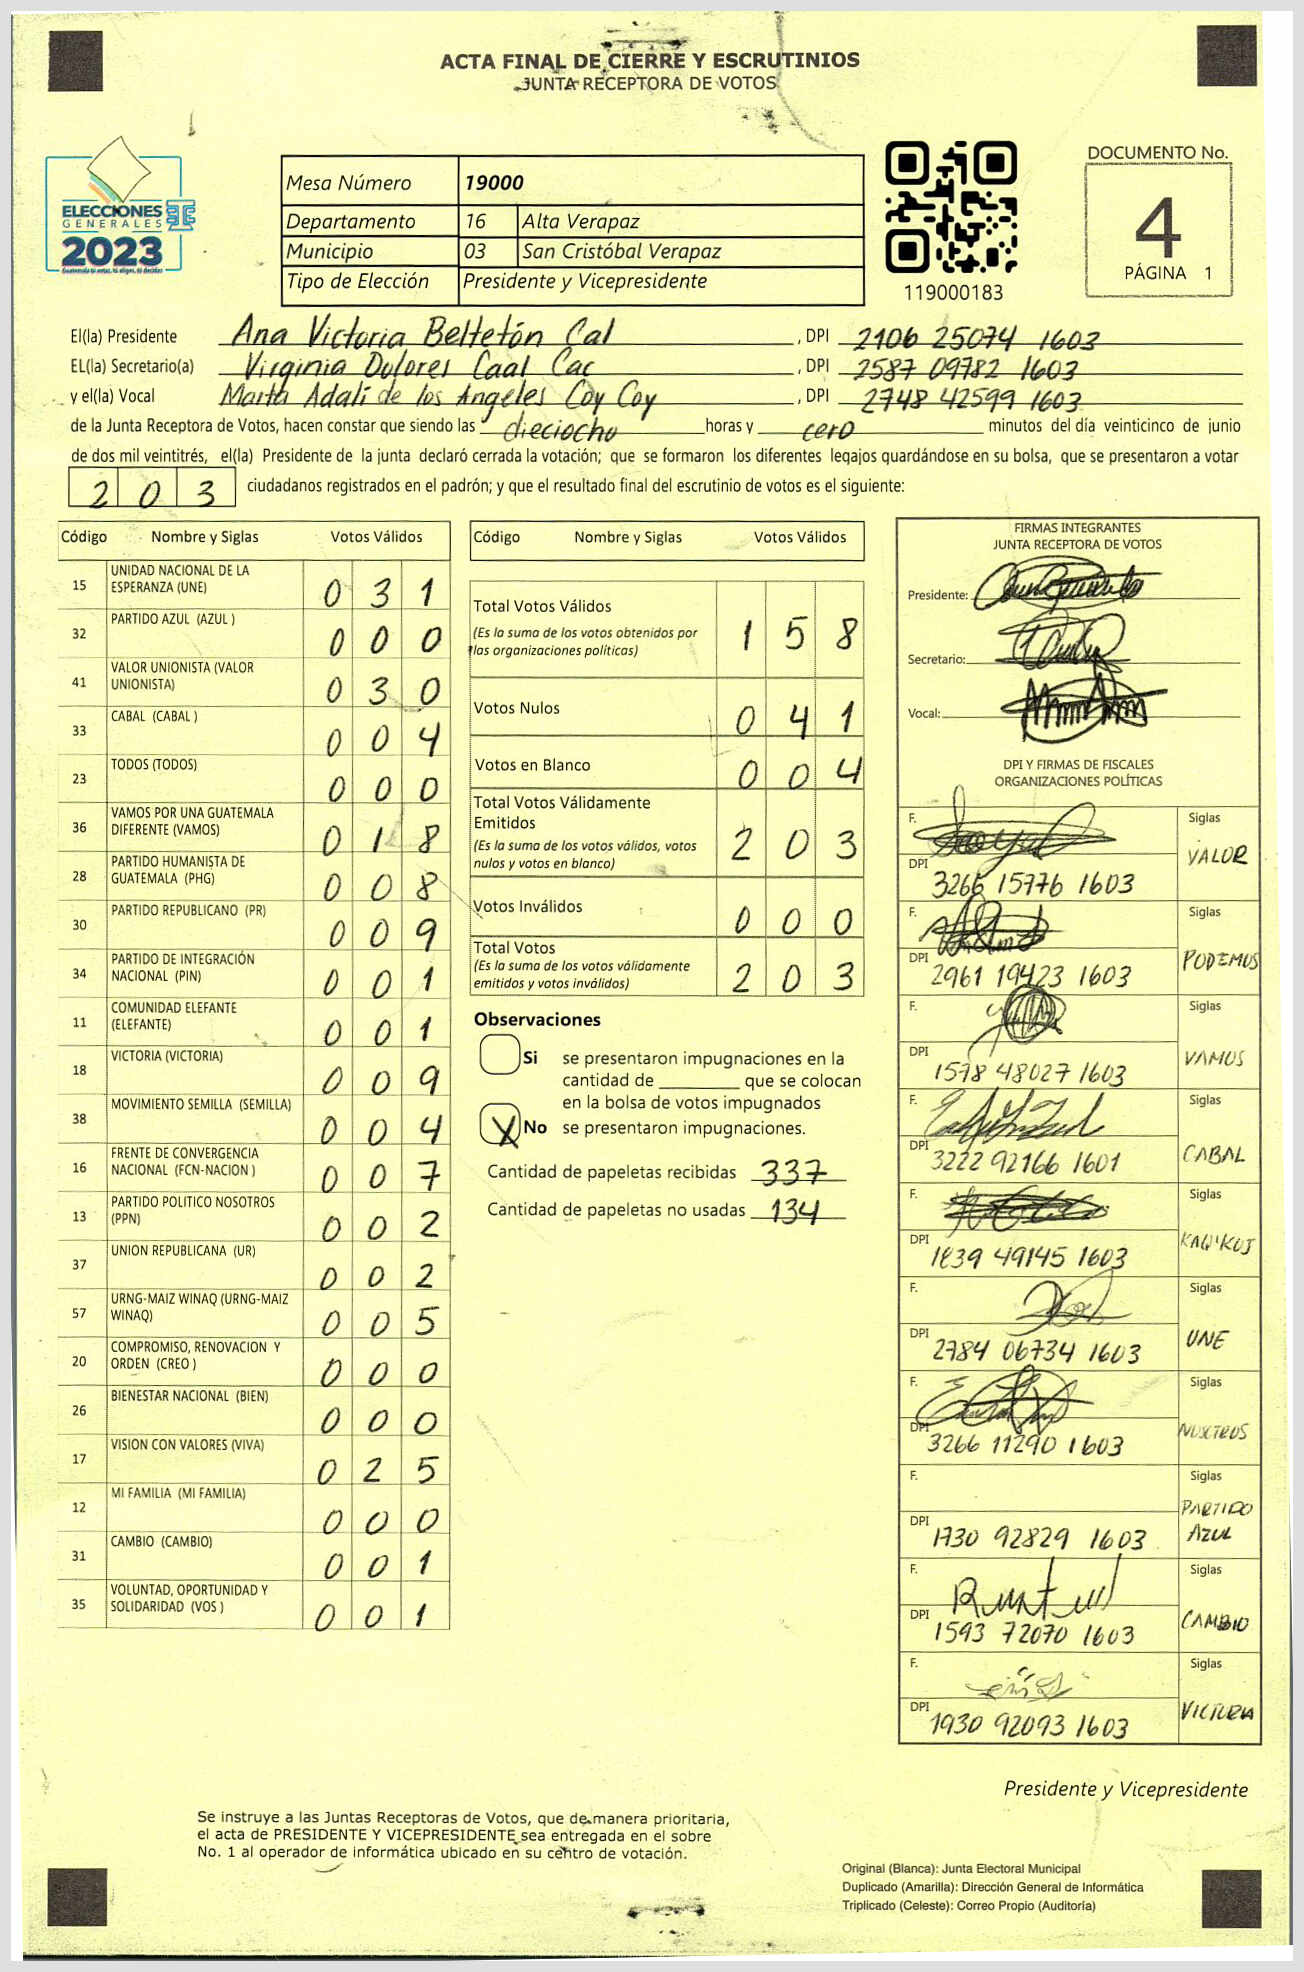 ACTA FINAL DE CIERRE Y ESCRUTINIOS
JUNTA RECEPTORA DE VOTOS
ELECCIONES
GENERALES
2023
Mesa Número 19000
Departamento 16 Alta Verapaz
Municipio 03 San Cristóbal Verapaz
Tipo de Elección Presidente y Vicepresidente
119000183
DOCUMENTO No.
4
PÁGINA 1
El(la) Presidente Ana Victoria Beltetón Cal , DPI 2106 25074 1603
EL(la) Secretario(a) Virginia Dolores Caal Cac , DPI 2587 09782 1603
y el(la) Vocal Marta Adalí de los Angeles Coy Coy , DPI 2748 42599 1603
de la Junta Receptora de Votos, hacen constar que siendo las dieciocho horas y cero minutos del día veinticinco de junio
de dos mil veintitrés, el(la) Presidente de la junta declaró cerrada la votación; que se formaron los diferentes legajos guardándose en su bolsa, que se presentaron a votar
203 ciudadanos registrados en el padrón; y que el resultado final del escrutinio de votos es el siguiente:
Código Nombre y Siglas Votos Válidos
15 UNIDAD NACIONAL DE LA
ESPERANZA (UNE) 0 3 1
32 PARTIDO AZUL (AZUL ) 0 0 0
41 VALOR UNIONISTA (VALOR
UNIONISTA) 0 3 0
33 CABAL (CABAL ) 0 0 4
23 TODOS (TODOS) 0 0 0
36 VAMOS POR UNA GUATEMALA
DIFERENTE (VAMOS) 0 1 8
28 PARTIDO HUMANISTA DE
GUATEMALA (PHG) 0 0 8
30 PARTIDO REPUBLICANO (PR) 0 0 9
34 PARTIDO DE INTEGRACIÓN
NACIONAL (PIN) 0 0 1
11 COMUNIDAD ELEFANTE
(ELEFANTE) 0 0 1
18 VICTORIA (VICTORIA) 0 0 9
38 MOVIMIENTO SEMILLA (SEMILLA) 0 0 4
16 FRENTE DE CONVERGENCIA
NACIONAL (FCN-NACION ) 0 0 7
13 PARTIDO POLITICO NOSOTROS
(PPN) 0 0 2
37 UNION REPUBLICANA (UR) 0 0 2
57 URNG-MAIZ WINAQ (URNG-MAIZ
WINAQ) 0 0 5
20 COMPROMISO, RENOVACION Y
ORDEN (CREO ) 0 0 0
26 BIENESTAR NACIONAL (BIEN) 0 0 0
17 VISION CON VALORES (VIVA) 0 2 5
12 MI FAMILIA (MI FAMILIA) 0 0 0
31 CAMBIO (CAMBIO) 0 0 1
35 VOLUNTAD, OPORTUNIDAD Y
SOLIDARIDAD (VOS ) 0 0 1
Código Nombre y Siglas Votos Válidos
Total Votos Válidos 1 5 8
(Es la suma de los votos obtenidos por
las organizaciones políticas)
Votos Nulos 0 4 1
Votos en Blanco 0 0 4
Total Votos Válidamente
Emitidos 2 0 3
(Es la suma de los votos válidos, votos
nulos y votos en blanco)
Votos Inválidos 0 0 0
Total Votos 2 0 3
(Es la suma de los votos válidamente
emitidos y votos inválidos)
Observaciones
Si se presentaron impugnaciones en la
cantidad de ________ que se colocan
en la bolsa de votos impugnados
X No se presentaron impugnaciones.
Cantidad de papeletas recibidas 337
Cantidad de papeletas no usadas 134
FIRMAS INTEGRANTES
JUNTA RECEPTORA DE VOTOS
Presidente:
Secretario:
Vocal:
DPI Y FIRMAS DE FISCALES
ORGANIZACIONES POLÍTICAS
F. Siglas
VALOR
DPI 3266 15776 1603
F. Siglas
PODEMOS
DPI 2961 19423 1603
F. Siglas
VAMOS
DPI 1578 48027 1603
F. Siglas
CABAL
DPI 3222 92166 1601
F. Siglas
DPI 1839 49145 1603
F. Siglas
UNE
DPI 2784 06734 1603
F. Siglas
NOSOTROS
DPI 3266 11290 1603
F. Siglas
PARTIDO
AZUL
DPI 1730 92829 1603
F. Siglas
CAMBIO
DPI 1593 72070 1603
F. Siglas
VICTORIA
DPI 1930 92093 1603
Presidente y Vicepresidente
Se instruye a las Juntas Receptoras de Votos, que de manera prioritaria,
el acta de PRESIDENTE Y VICEPRESIDENTE sea entregada en el sobre
No. 1 al operador de informática ubicado en su centro de votación.
Original (Blanca): Junta Electoral Municipal
Duplicado (Amarilla): Dirección General de Informática
Triplicado (Celeste): Correo Propio (Auditoría)